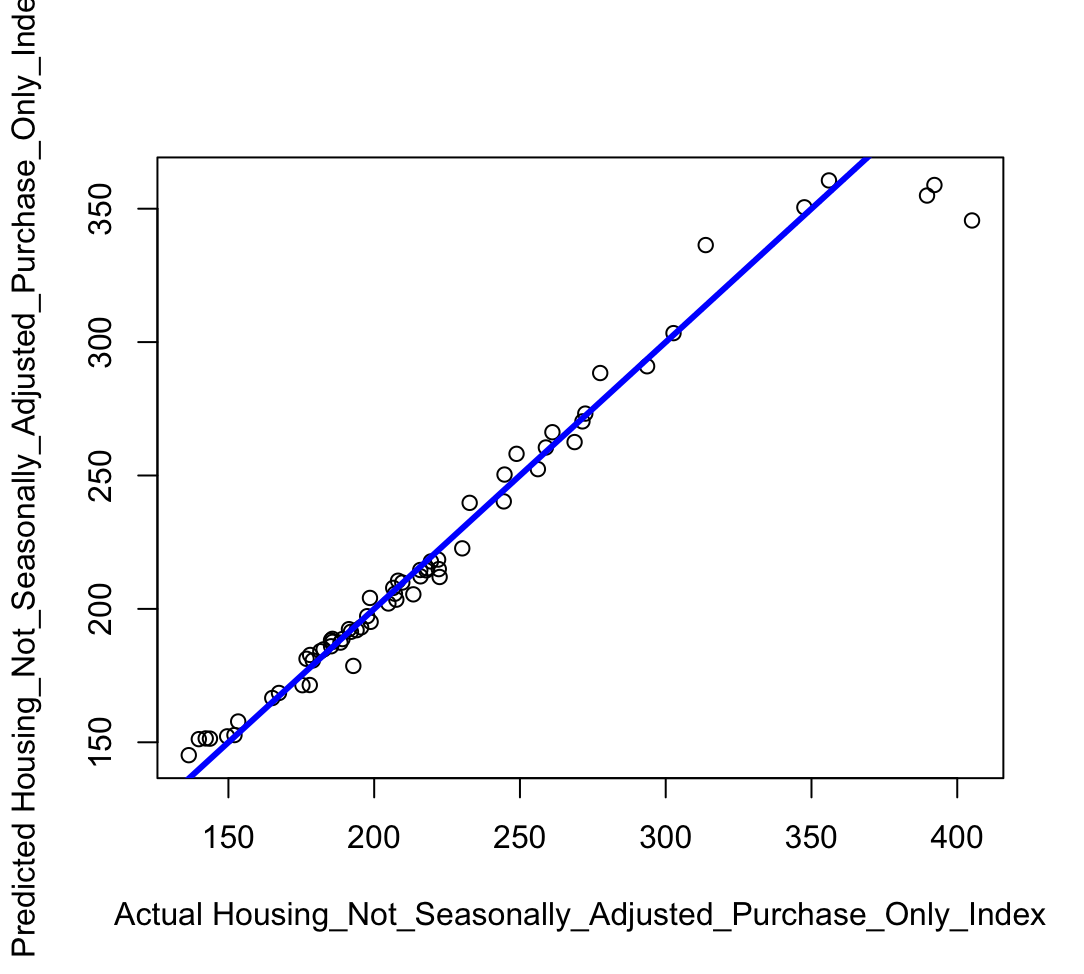 Predicted Housing_Not_Seasonally_Adjusted_Purchase_Only_Inde
350
300
250
200
150
150 200 250 300 350 400
Actual Housing_Not_Seasonally_Adjusted_Purchase_Only_Index